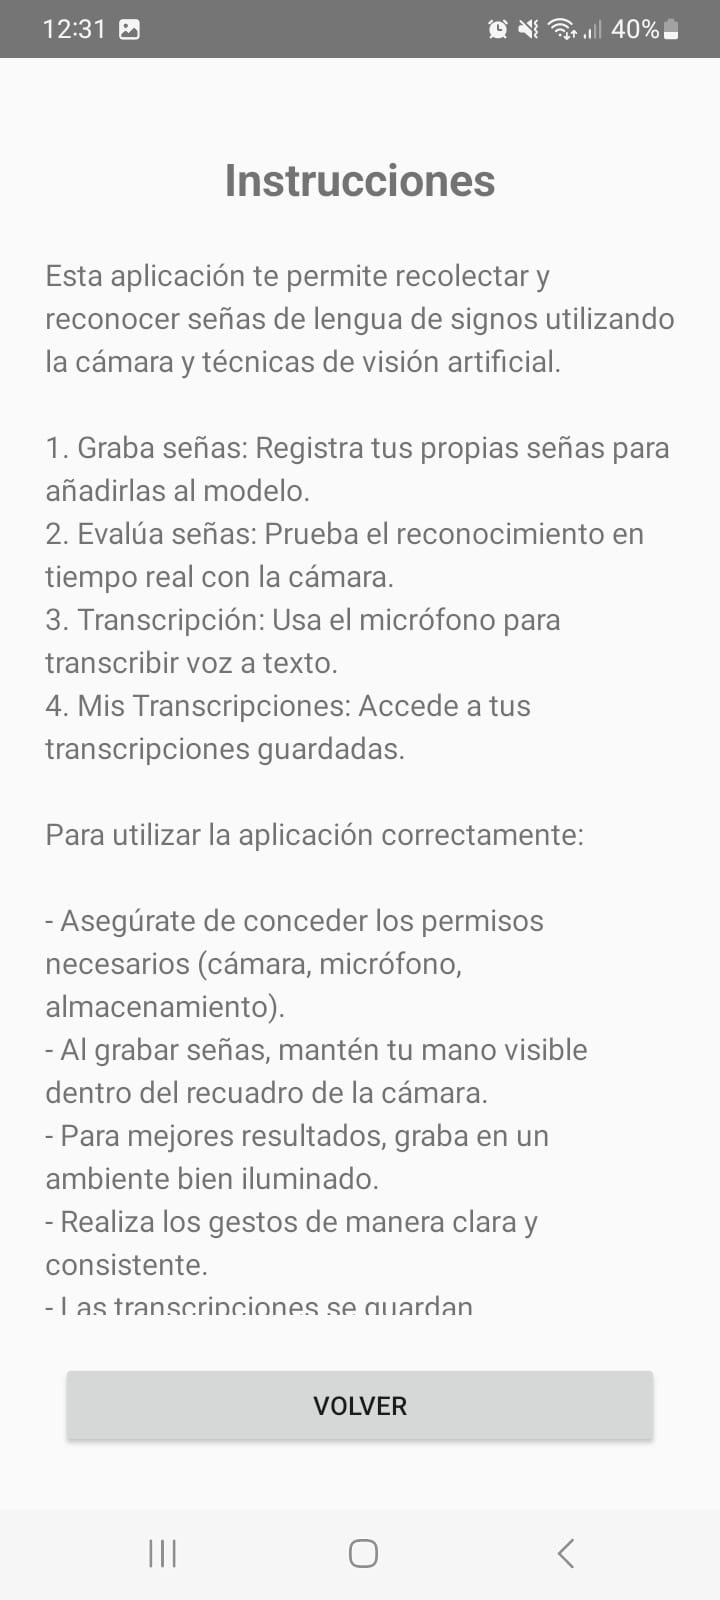 12:31 40%
Instrucciones
Esta aplicación te permite recolectar y
reconocer señas de lengua de signos utilizando
la cámara y técnicas de visión artificial.
1. Graba señas: Registra tus propias señas para
añadirlas al modelo.
2. Evalúa señas: Prueba el reconocimiento en
tiempo real con la cámara.
3. Transcripción: Usa el micrófono para
transcribir voz a texto.
4. Mis Transcripciones: Accede a tus
transcripciones guardadas.
Para utilizar la aplicación correctamente:
- Asegúrate de conceder los permisos
necesarios (cámara, micrófono,
almacenamiento).
- Al grabar señas, mantén tu mano visible
dentro del recuadro de la cámara.
- Para mejores resultados, graba en un
ambiente bien iluminado.
- Realiza los gestos de manera clara y
consistente.
- Las transcripciones se guardan
VOLVER